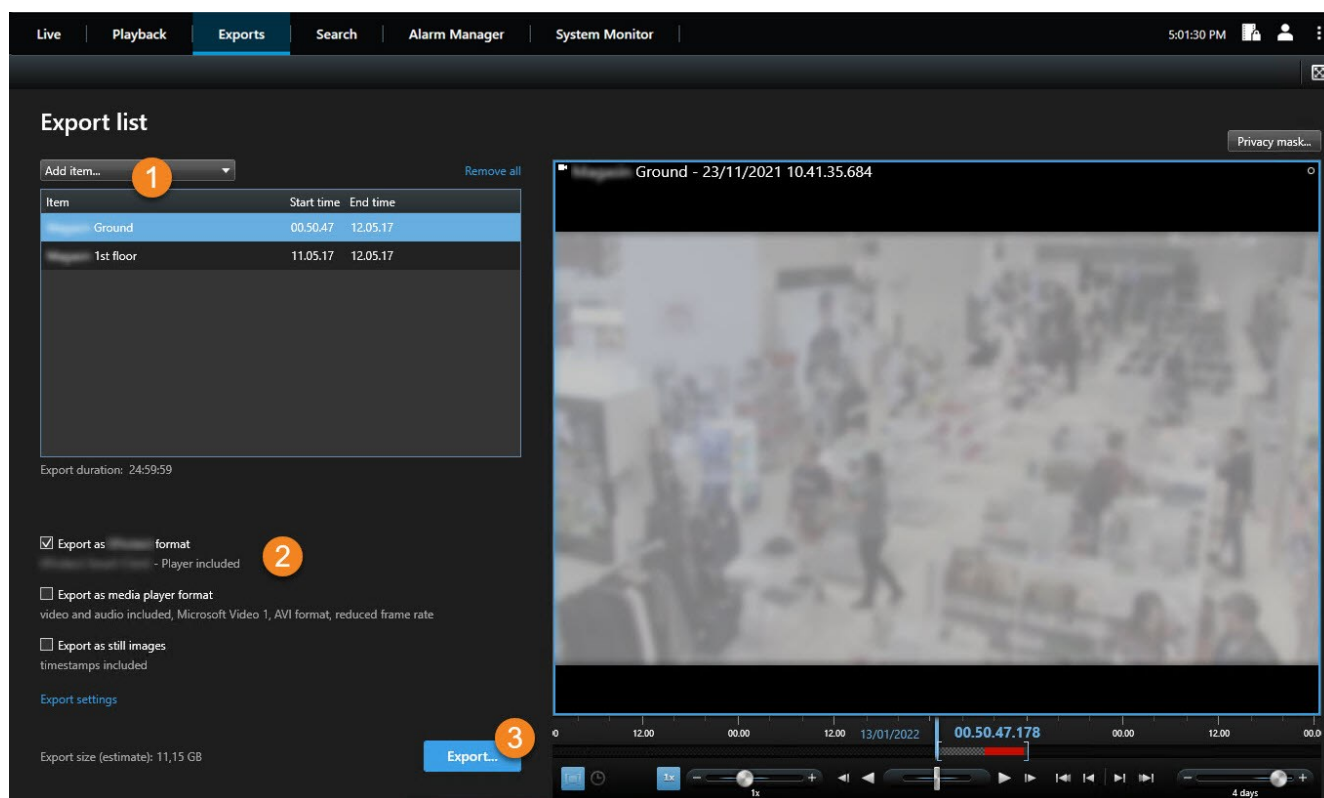 Live Playback Exports Search Alarm Manager System Monitor 5:01:30 PM
Export list
Privacy mask...
Add item... 1 Remove all
Ground - 23/11/2021 10.41.35.684
Item Start time End time
Ground 00.50.47 12.05.17
1st floor 11.05.17 12.05.17
Export duration: 24:59:59
Export as format
- Player included
2
Export as media player format
video and audio included, Microsoft Video 1, AVI format, reduced frame rate
Export as still images
timestamps included
Export settings
3
12.00 00.00 12.00 13/01/2022 00.50.47.178 00.00 12.00 00.0
Export size (estimate): 11,15 GB Export...
1x
1x 4 days